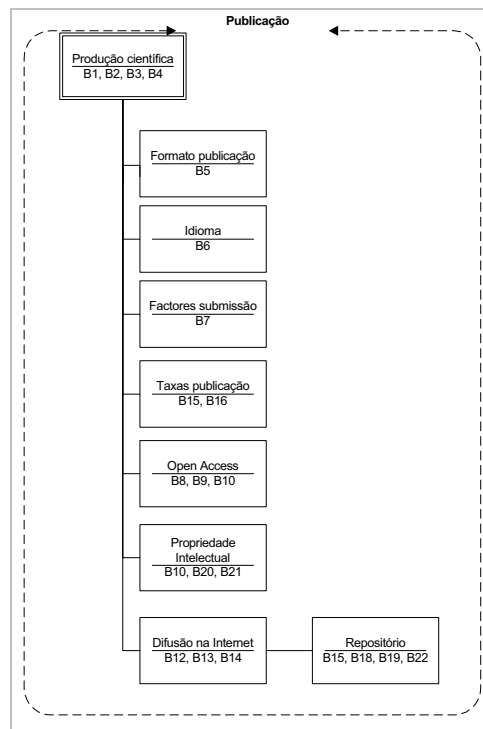 Publicação
Produção científica
B1, B2, B3, B4
Formato publicação
B5
Idioma
B6
Factores submissão
B7
Taxas publicação
B15, B16
Open Access
B8, B9, B10
Propriedade
Intelectual
B10, B20, B21
Difusão na Internet
B12, B13, B14
Repositório
B15, B18, B19, B22